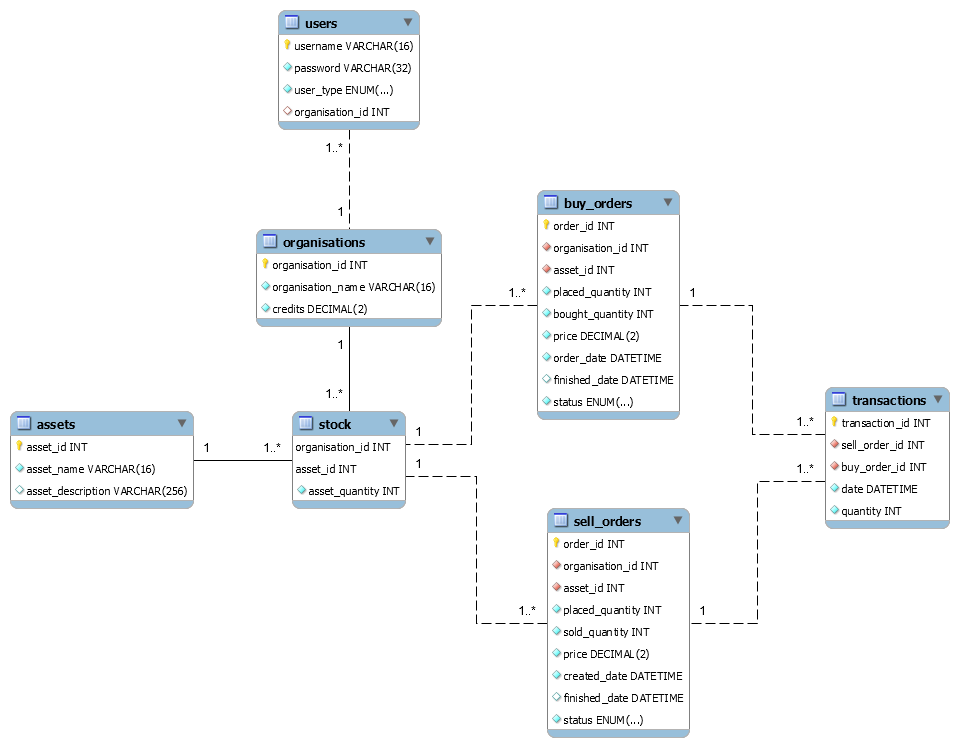 users
username VARCHAR(16)
password VARCHAR(32)
user_type ENUM(...)
organisation_id INT
1..*
1
organisations
organisation_id INT
organisation_name VARCHAR(16)
credits DECIMAL(2)
1
1..*
assets
asset_id INT
asset_name VARCHAR(16)
asset_description VARCHAR(256)
1
1..*
stock
organisation_id INT
asset_id INT
asset_quantity INT
1
1
1..*
buy_orders
order_id INT
organisation_id INT
asset_id INT
placed_quantity INT
bought_quantity INT
price DECIMAL(2)
order_date DATETIME
finished_date DATETIME
status ENUM(...)
1
1..*
1..*
sell_orders
order_id INT
organisation_id INT
asset_id INT
placed_quantity INT
sold_quantity INT
price DECIMAL(2)
created_date DATETIME
finished_date DATETIME
status ENUM(...)
1
1..*
transactions
transaction_id INT
sell_order_id INT
buy_order_id INT
date DATETIME
quantity INT